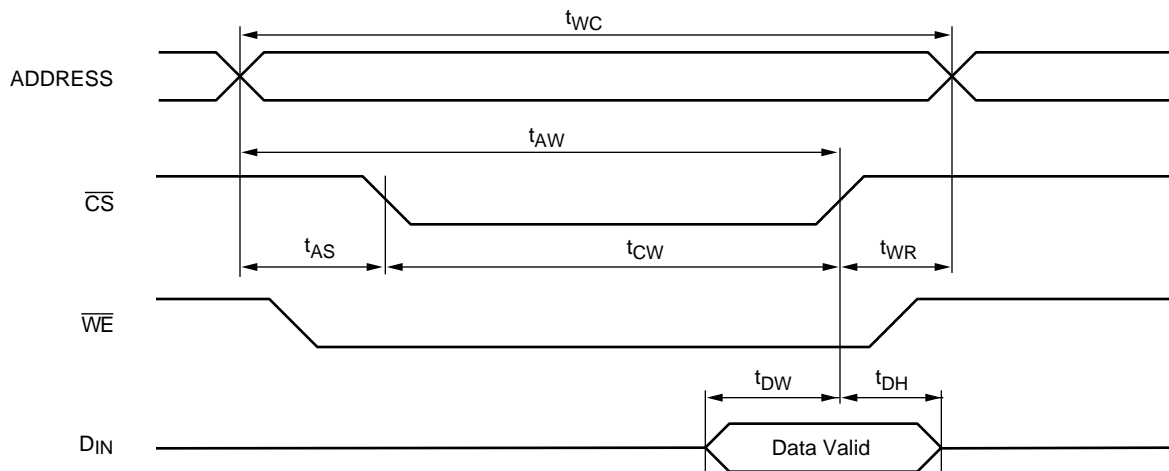 tWC
ADDRESS
tAW
CS
tAS tCW tWR
WE
tDW tDH
DIN Data Valid